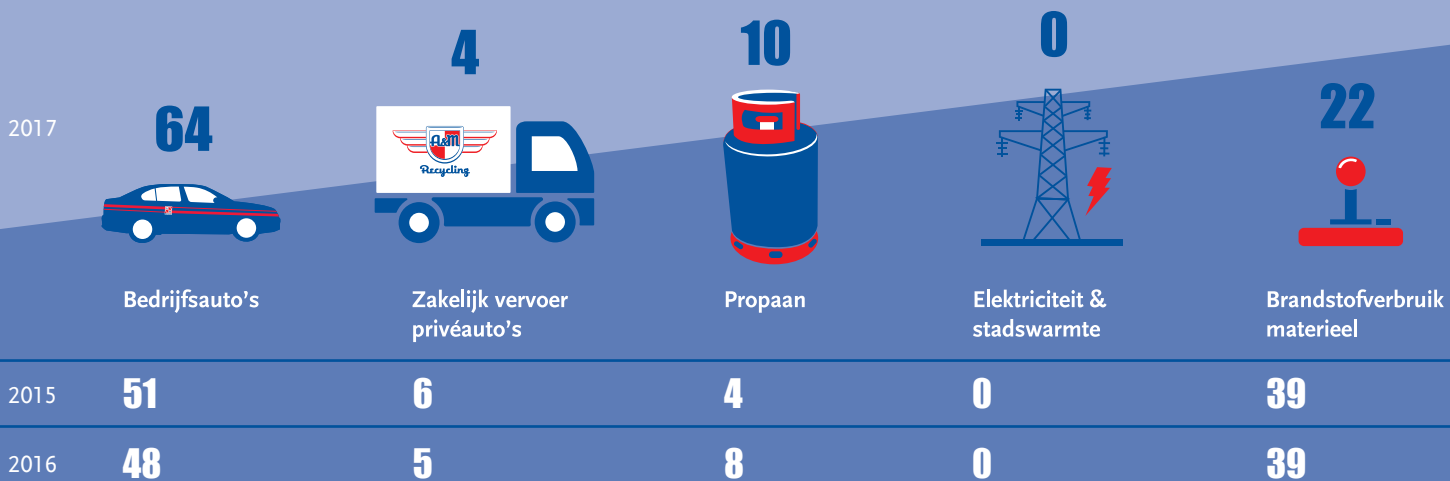 2017
64
4
10
0
22
A&M
Recycling
Bedrijfsauto’s
Zakelijk vervoer
privéauto’s
Propaan
Elektriciteit &
stadswarmte
Brandstofverbruik
materieel
2015 51 6 4 0 39
2016 48 5 8 0 39